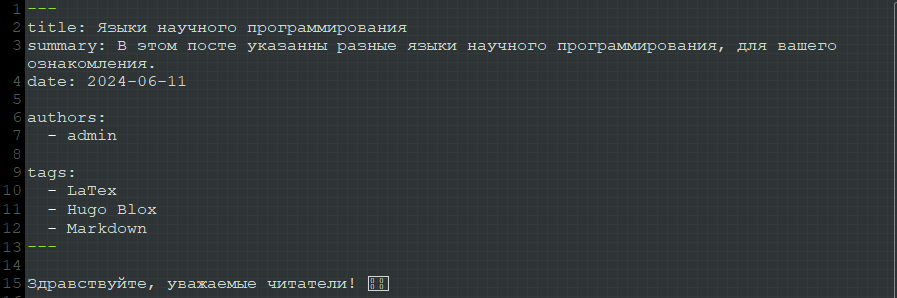 1 ---
2 title: Языки научного программирования
3 summary: В этом посте указанны разные языки научного программирования, для вашего
ознакомления.
4 date: 2024-06-11
5
6 authors:
7   - admin
8
9 tags:
10   - LaTex
11   - Hugo Blox
12   - Markdown
13 ---
14
15 Здравствуйте, уважаемые читатели!